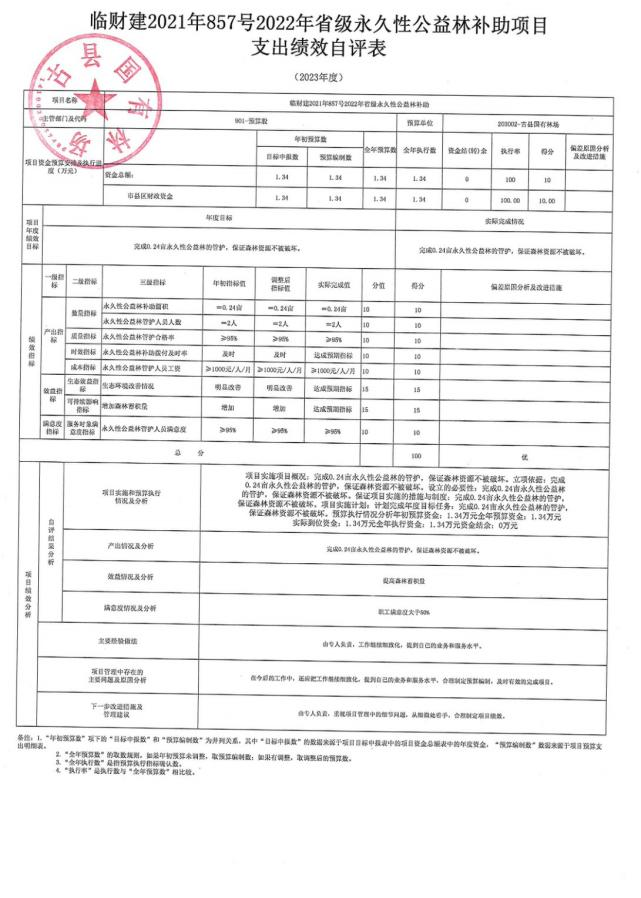 临财建2021年857号2022年省级永久性公益林补助项目
支出绩效自评表
（2023年度）
项目名称 临财建2021年857号2022年省级永久性公益林补助
主管部门及代码 901-预算股 预算单位 203002-古县国有林场
项目资金预算安排及执行进度（万元） 年初预算数 全年预算数 全年执行数 资金结(转)余 执行率 得分 偏差原因分析及改进措施
目标申报数 预算编制数
资金总额： 1.34 1.34 1.34 1.34 0 100 10
市县区财政资金 1.34 1.34 1.34 1.34 0 100.00 10.00
项目年度绩效目标 年度目标 实际完成情况
完成0.24亩永久性公益林的管护，保证森林资源不被破坏。 完成0.24亩永久性公益林的管护，保证森林资源不被破坏。
绩效指标 一级指标 二级指标 三级指标 年初指标值 调整后指标值 实际完成值 分值 得分 偏差原因分析及改进措施
产出指标 数量指标 永久性公益林补助面积 ＝0.24亩 ＝0.24亩 ＝0.24亩 10 10
永久性公益林管护人员人数 ＝2人 ＝2人 ＝2人 10 10
质量指标 永久性公益林管护合格率 ≥95% ≥95% ≥95% 10 10
时效指标 永久性公益林补助拨付及时率 及时 及时 达成预期指标 10 10
成本指标 永久性公益林管护人员工资 ≥1000元/人/月 ≥1000元/人/月 ≥1000元/人/月 10 10
效益指标 生态效益指标 生态环境改善情况 明显改善 明显改善 达成预期指标 15 15
可持续影响指标 增加森林蓄积量 增加 增加 达成预期指标 15 15
满意度指标 服务对象满意度指标 永久性公益林管护人员满意度 ≥95% ≥95% ≥95% 10 10
总 分 100 优
项目绩效分析 自评结果分析 项目实施和预算执行情况及分析
项目实施项目概况：完成0.24亩永久性公益林的管护，保证森林资源不被破坏。立项依据：完成
0.24亩永久性公益林的管护，保证森林资源不被破坏。设立的必要性：完成0.24亩永久性公益林
的管护，保证森林资源不被破坏。保证项目实施的措施与制度：完成0.24亩永久性公益林的管护，
保证森林资源不被破坏。项目实施计划：计划完成年度目标任务：完成0.24亩永久性公益林的管护，
保证森林资源不被破坏。预算执行情况分析年初预算资金：1.34万元全年预算资金：1.34万元
实际到位资金：1.34万元全年执行资金：1.34万元资金结余：0万元
产出情况及分析 完成0.24亩永久性公益林的管护，保证森林资源不被破坏。
效益情况及分析 提高森林蓄积量
满意度情况及分析 职工满意度大于50%
主要经验做法 由专人负责，工作继续细致化，提到自己的业务和服务水平。
项目管理中存在的主要问题及原因分析 在今后的工作中，还应把工作继续细致化，提到自己的业务和服务水平，合理制定预算编制，及时有效的完成项目。
下一步改进措施及管理建议 由专人负责，重视项目管理中的细节问题，从细微处着手，合理制定项目绩效。
备注：1.“年初预算数”项下的“目标申报数”和“预算编制数”为并列关系，其中“目标申报数”的数据来源于项目目标申报表中的项目资金总额表中的年度资金，“预算编制数”数据来源于项目预算支
出明细表。
2.“全年预算数”的取数规则，如果年初预算未调整，取预算编制数；如果有调整，取调整后的预算数。
3.“全年执行数”是指预算执行指标确认数。
4.“执行率”是执行数与“全年预算数”相比较。
古县国有林场